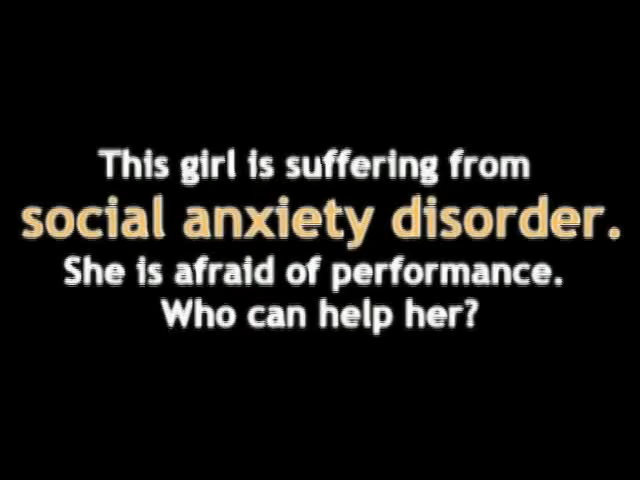 This girl is suffering from
social anxiety disorder.
She is afraid of performance.
Who can help her?